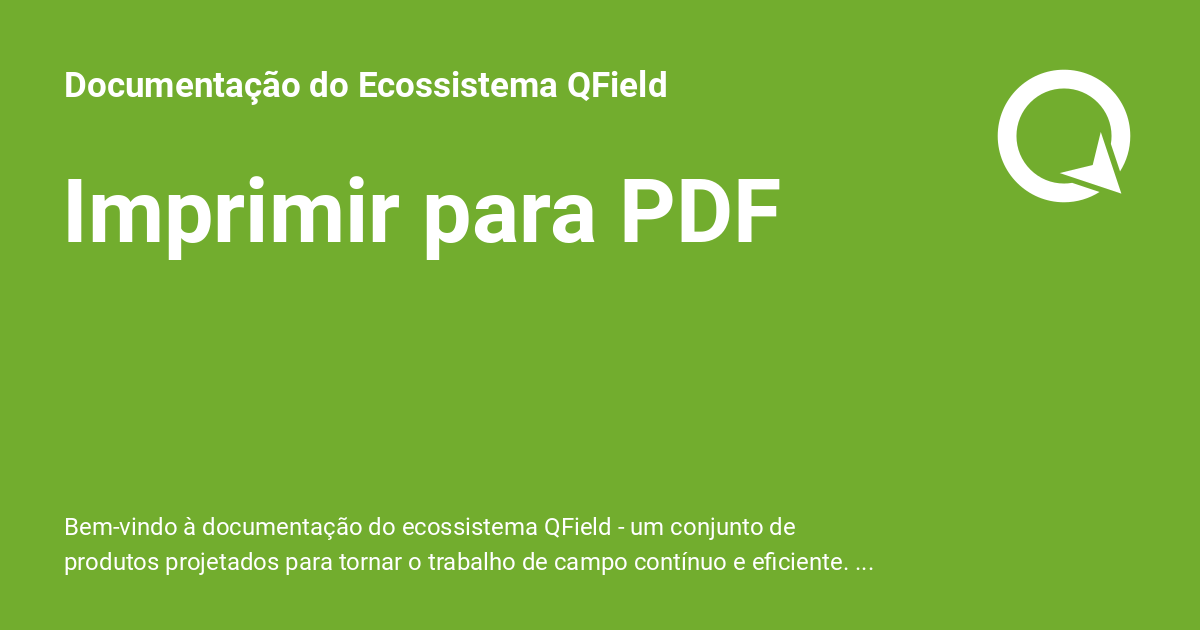 Documentação do Ecossistema QField
Imprimir para PDF
Bem-vindo à documentação do ecossistema QField - um conjunto de
produtos projetados para tornar o trabalho de campo contínuo e eficiente. ...